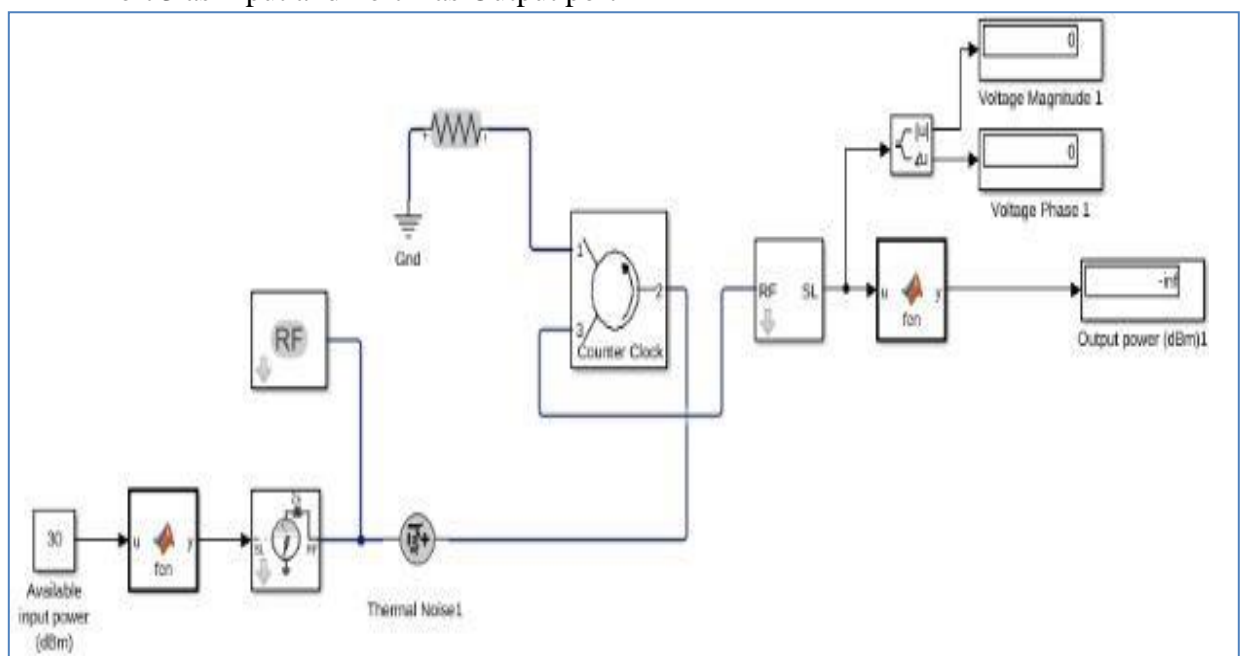 0
Voltage Magnitude 1
|u|
∠u
0
Voltage Phase 1
Gnd
1
2
3
Counter Clock
RF
SL
u
y
fcn
-inf
Output power (dBm)1
RF
30
u
y
fcn
SL
RF
Available
input power
(dBm)
Thermal Noise1